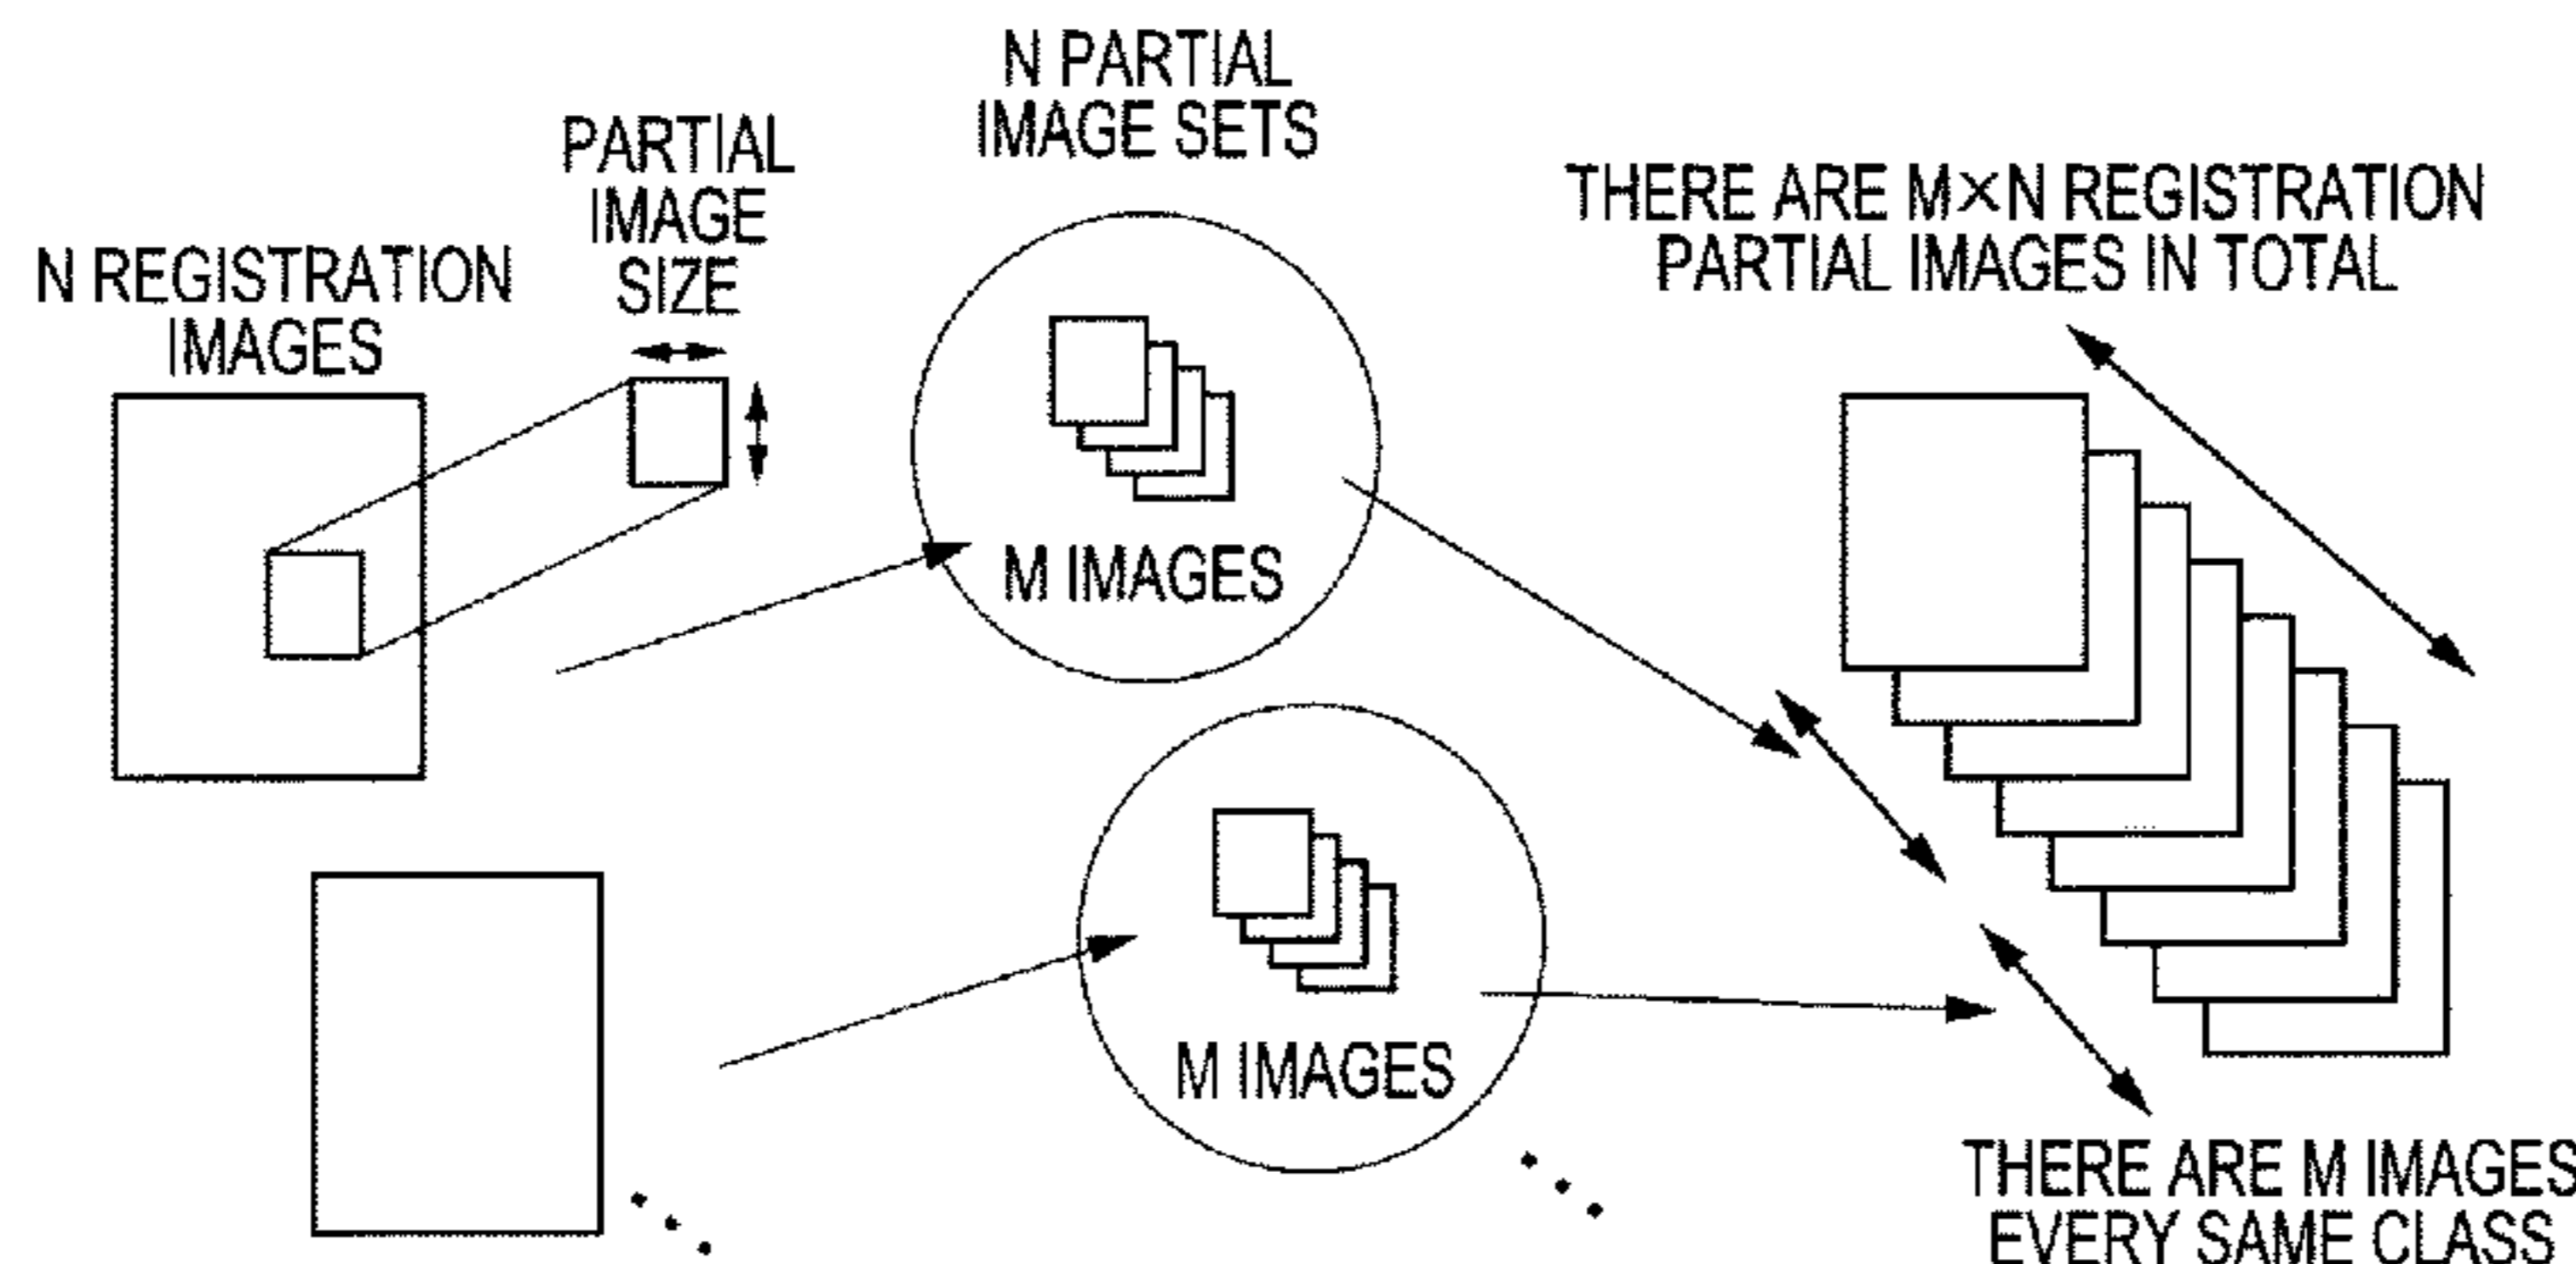 N REGISTRATION
IMAGES
PARTIAL
IMAGE
SIZE
N PARTIAL
IMAGE SETS
M IMAGES
M IMAGES
THERE ARE M×N REGISTRATION
PARTIAL IMAGES IN TOTAL
THERE ARE M IMAGES
EVERY SAME CLASS